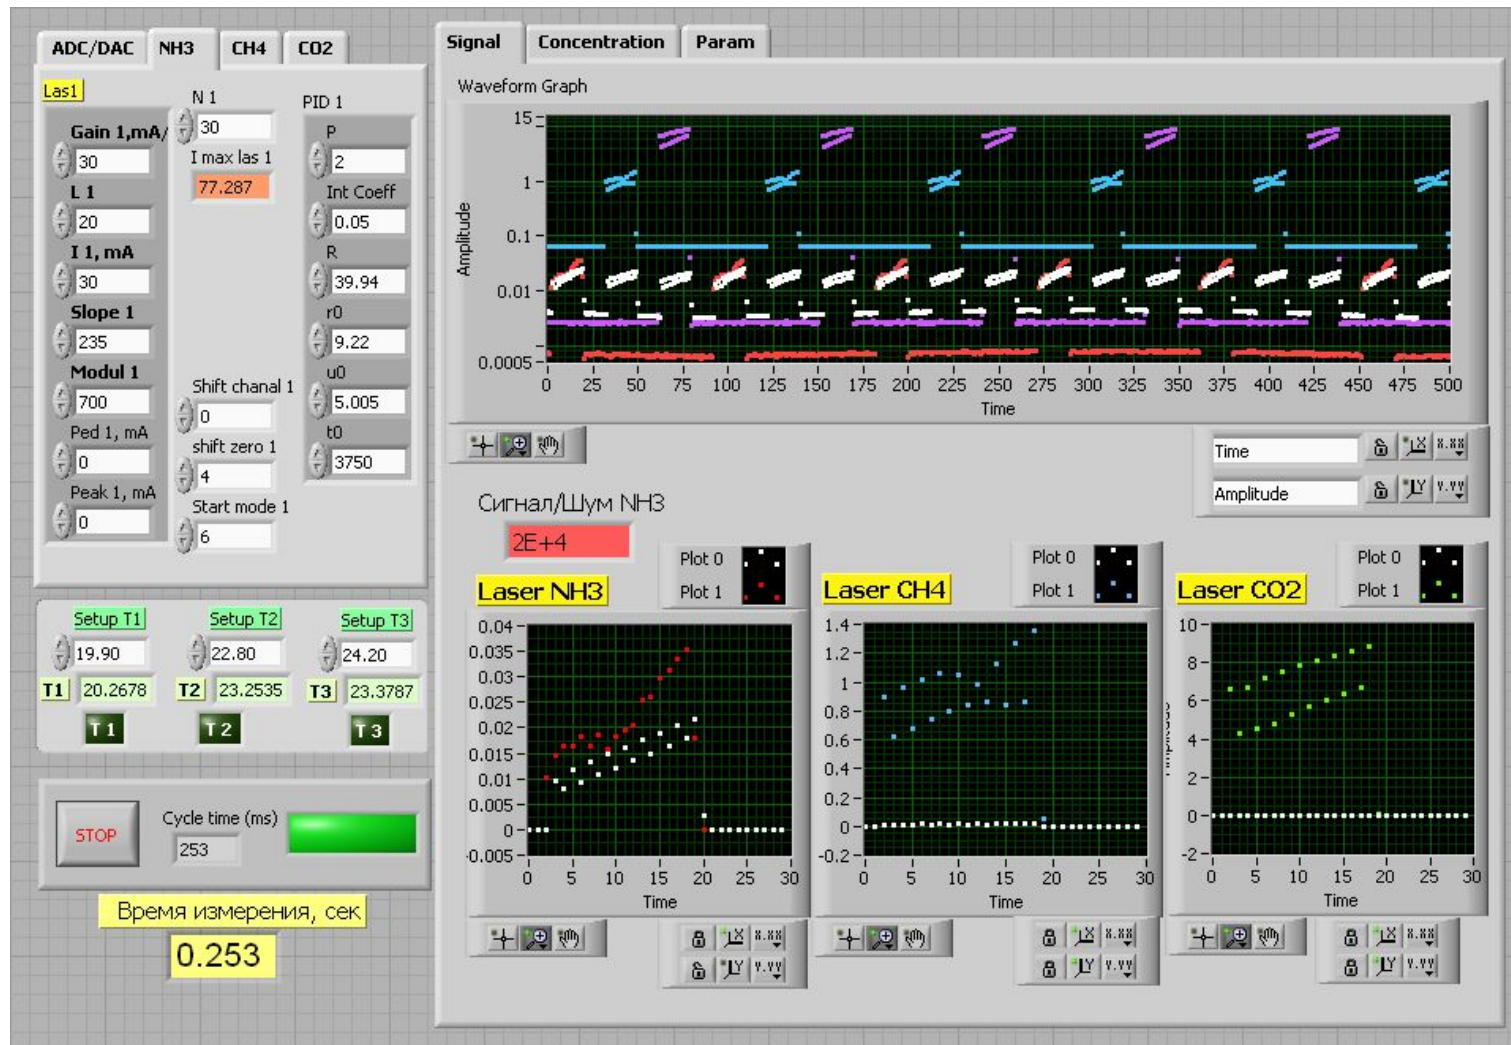 ADC/DAC NH3 CH4 CO2
Las1
Gain 1,mA/
30
L 1
20
I 1, mA
30
Slope 1
235
Modul 1
700
Ped 1, mA
0
Peak 1, mA
0
N 1
30
I max las 1
77.287
Shift chanal 1
0
shift zero 1
4
Start mode 1
6
PID 1
P
2
Int Coeff
0.05
R
39.94
r0
9.22
u0
5.005
t0
3750
Setup T1 Setup T2 Setup T3
19.90 22.80 24.20
T1 20.2678 T2 23.2535 T3 23.3787
T 1 T 2 T 3
STOP
Cycle time (ms)
253
Время измерения, сек
0.253
Signal Concentration Param
Waveform Graph
Amplitude
15
1
0.1
0.01
0.0005
0 25 50 75 100 125 150 175 200 225 250 275 300 325 350 375 400 425 450 475 500
Time
Time X X.XX
Amplitude Y Y.YY
Сигнал/Шум NH3
2E+4
Laser NH3
Plot 0
Plot 1
0.04
0.035
0.03
0.025
0.02
0.015
0.01
0.005
0
-0.005
0 5 10 15 20 25 30
Time
X X.XX
Y Y.YY
Laser CH4
Plot 0
Plot 1
1.4
1.2
1
0.8
0.6
0.4
0.2
0
-0.2
0 5 10 15 20 25 30
Time
X X.XX
Y Y.YY
Laser CO2
Plot 0
Plot 1
10
8
6
4
2
0
-2
0 5 10 15 20 25 30
Time
X X.XX
Y Y.YY